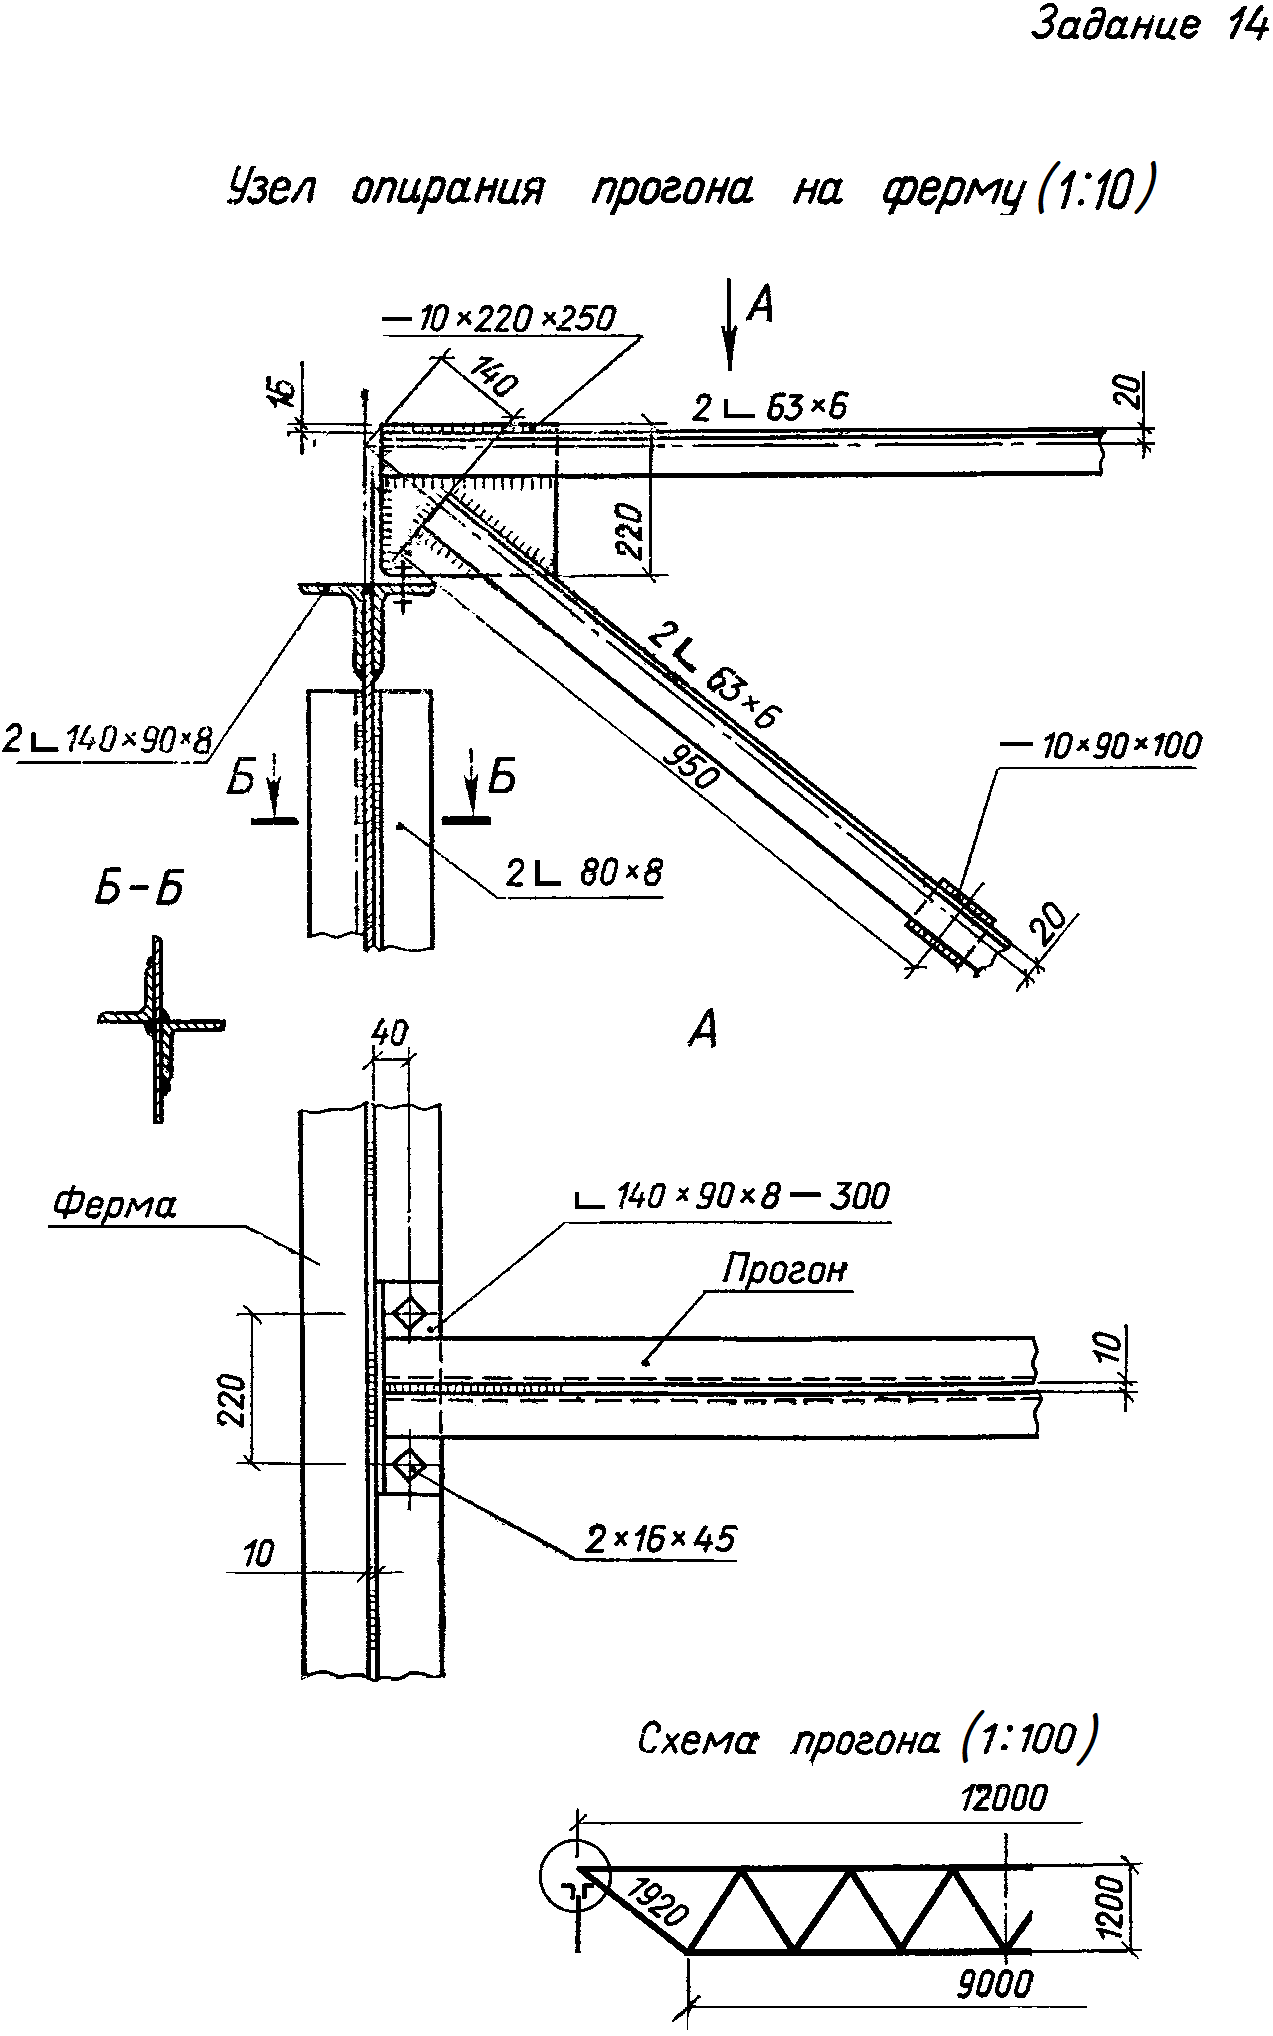 Задание 14
Узел опирания прогона на ферму (1:10)
— 10×220×250
А
140
15
2 ∟ 63×6
20
220
2 ∟ 63×6
2 ∟ 140×90×8
950
— 10×90×100
Б
Б
2 ∟ 80×8
Б–Б
20
40
А
Ферма
∟ 140×90×8 — 300
Прогон
220
10
10
2×16×45
Схема прогона (1:100)
12000
1920
1200
9000